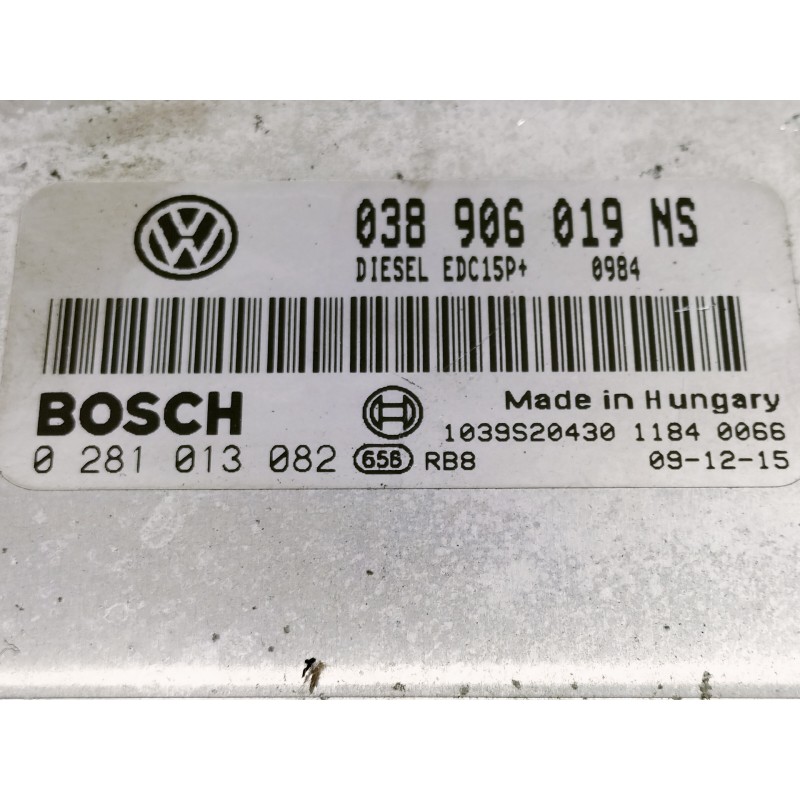 038 906 019 NS
DIESEL EDC15P+ 0984
BOSCH
Made in Hungary
1039S20430 1184 0066
0 281 013 082 656 RB8 09-12-15